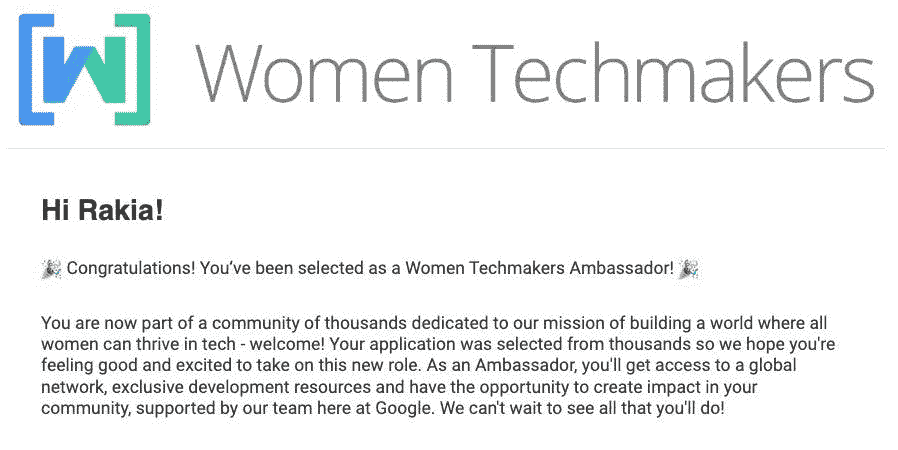 [W] Women Techmakers
Hi Rakia!
🎉 Congratulations! You’ve been selected as a Women Techmakers Ambassador! 🎉
You are now part of a community of thousands dedicated to our mission of building a world where all
women can thrive in tech - welcome! Your application was selected from thousands so we hope you're
feeling good and excited to take on this new role. As an Ambassador, you'll get access to a global
network, exclusive development resources and have the opportunity to create impact in your
community, supported by our team here at Google. We can't wait to see all that you'll do!